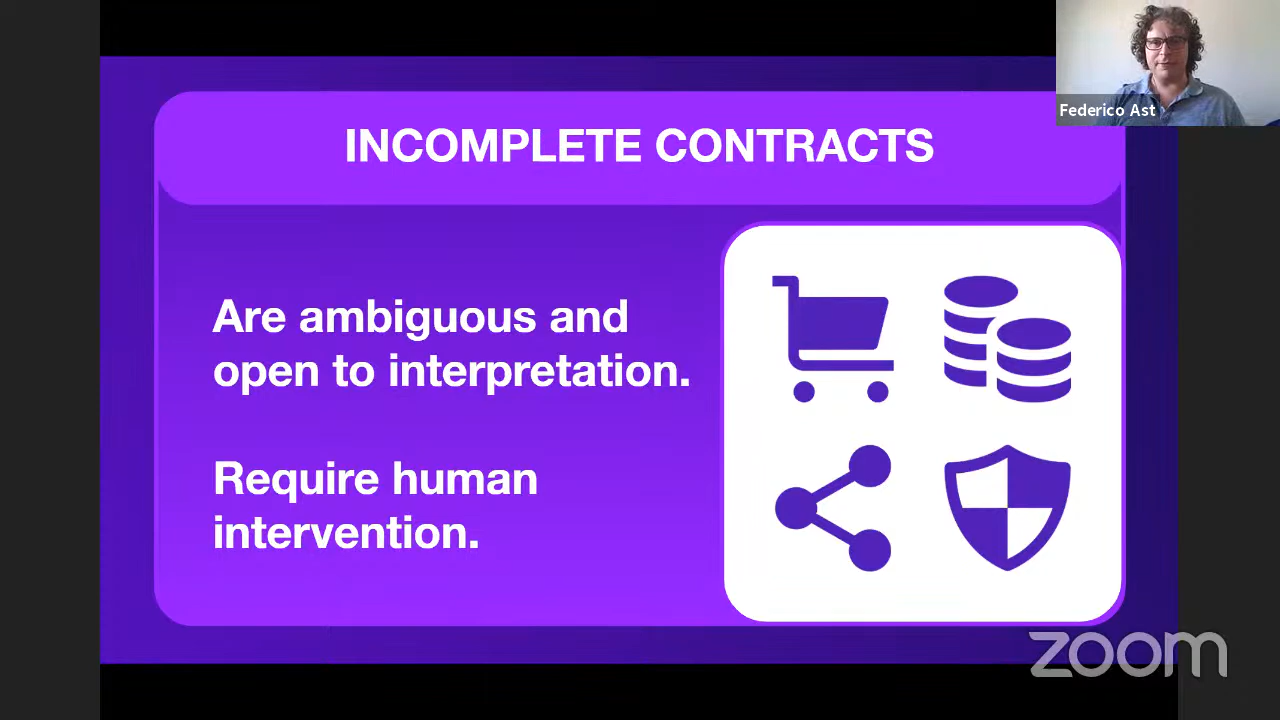 INCOMPLETE CONTRACTS
Federico Ast
Are ambiguous and
open to interpretation.
Require human
intervention.
zoom